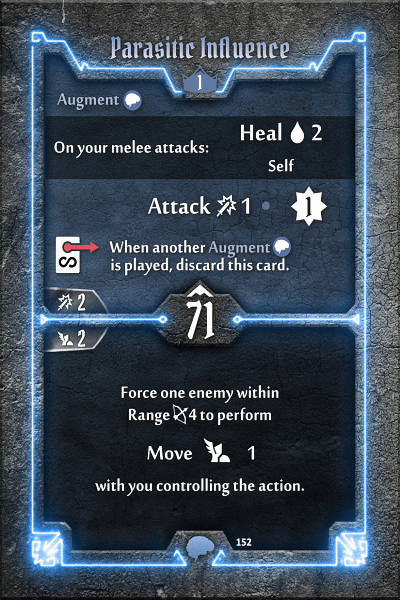 Parasitic Influence
1
Augment
On your melee attacks:
Heal 2
Self
Attack 1
1
When another Augment
is played, discard this card.
2
71
2
Force one enemy within
Range 4 to perform
Move 1
with you controlling the action.
152